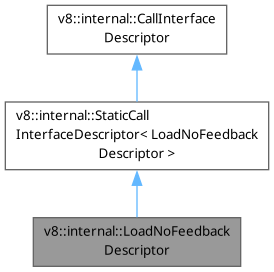 v8::internal::CallInterface
Descriptor
v8::internal::StaticCall
InterfaceDescriptor< LoadNoFeedback
Descriptor >
v8::internal::LoadNoFeedback
Descriptor